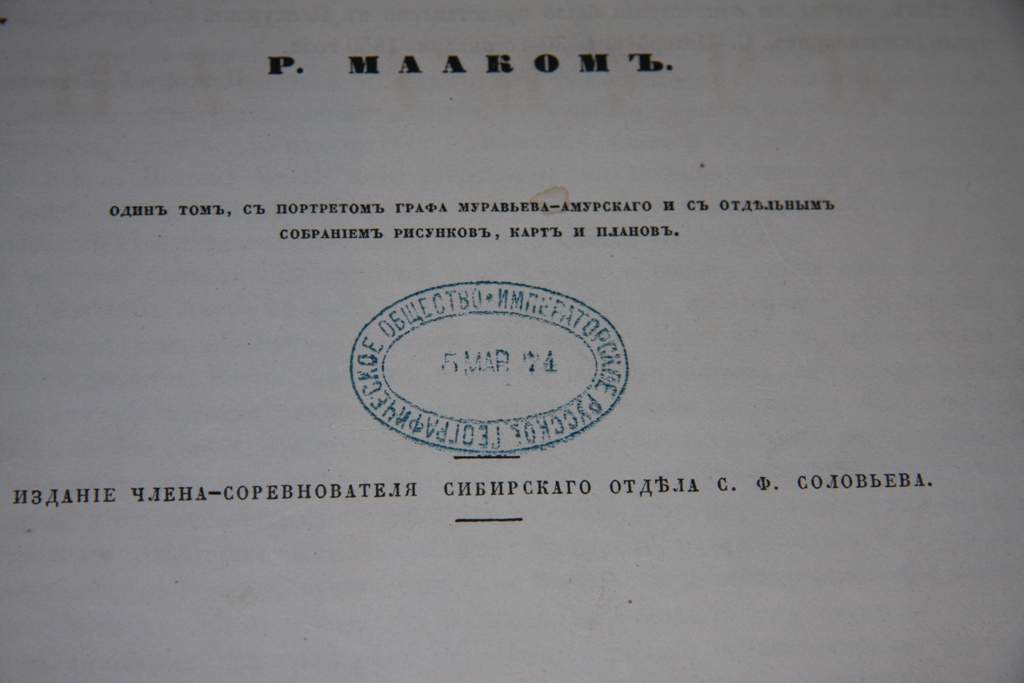 Р. МААКОМЪ.
ОДИНЪ ТОМЪ, СЪ ПОРТРЕТОМЪ ГРАФА МУРАВЬЕВА-АМУРСКАГО И СЪ ОТДѢЛЬНЫМЪ
СОБРАНІЕМЪ РИСУНКОВЪ, КАРТЪ И ПЛАНОВЪ.
ИМПЕРАТОРСКОЕ РУССКОЕ ГЕОГРАФИЧЕСКОЕ ОБЩЕСТВО
5 МАР. 74
ИЗДАНІЕ ЧЛЕНА-СОРЕВНОВАТЕЛЯ СИБИРСКАГО ОТДѢЛА С. Ф. СОЛОВЬЕВА.